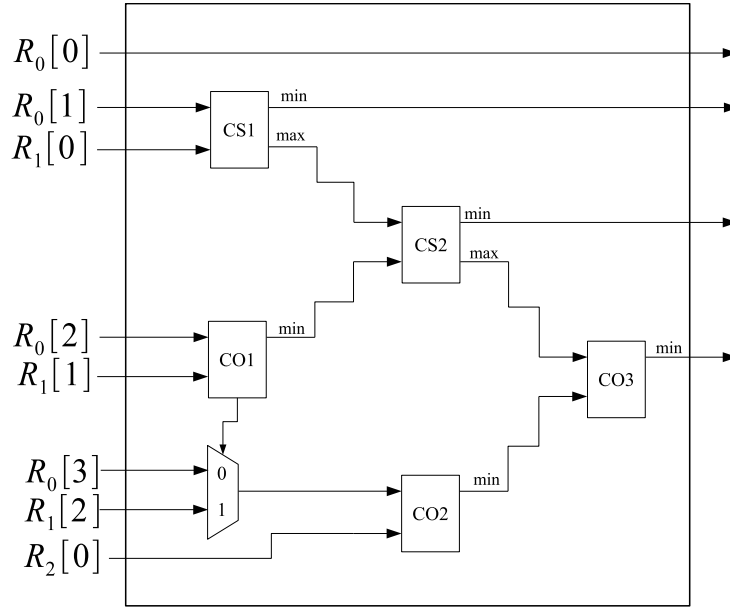 R₀[0]
R₀[1]
min
CS1
R₁[0]
max
min
CS2
max
R₀[2]
min
CO1
min
R₁[1]
CO3
R₀[3]
0
min
R₁[2]
1
CO2
R₂[0]